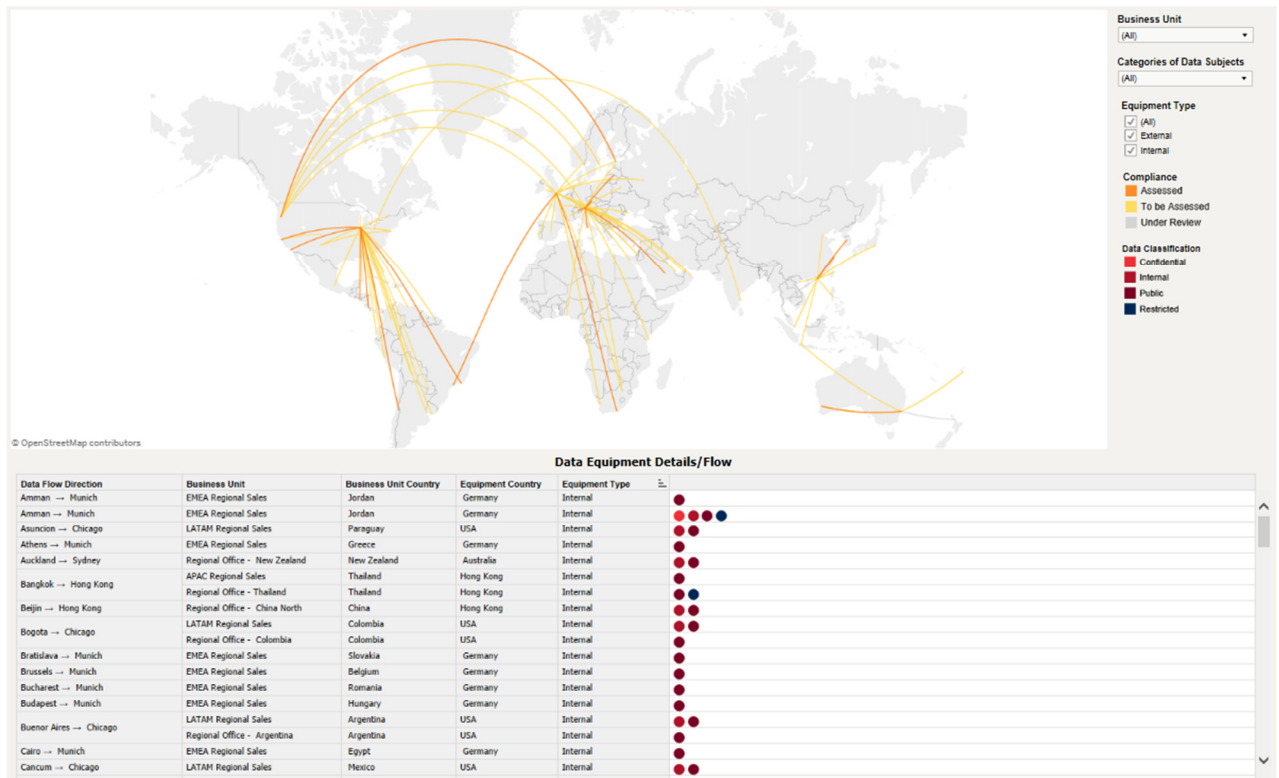 Business Unit
(All)
Categories of Data Subjects
(All)
Equipment Type
(All)
External
Internal
Compliance
Assessed
To be Assessed
Under Review
Data Classification
Confidential
Internal
Public
Restricted
© OpenStreetMap contributors
Data Equipment Details/Flow
Data Flow Direction Business Unit Business Unit Country Equipment Country Equipment Type
Amman → Munich EMEA Regional Sales Jordan Germany Internal
Amman → Munich EMEA Regional Sales Jordan Germany Internal
Asuncion → Chicago LATAM Regional Sales Paraguay USA Internal
Athens → Munich EMEA Regional Sales Greece Germany Internal
Auckland → Sydney Regional Office - New Zealand New Zealand Australia Internal
Bangkok → Hong Kong APAC Regional Sales Thailand Hong Kong Internal
Regional Office - Thailand Thailand Hong Kong Internal
Beijin → Hong Kong Regional Office - China North China Hong Kong Internal
Bogota → Chicago LATAM Regional Sales Colombia USA Internal
Regional Office - Colombia Colombia USA Internal
Bratislava → Munich EMEA Regional Sales Slovakia Germany Internal
Brussels → Munich EMEA Regional Sales Belgium Germany Internal
Bucharest → Munich EMEA Regional Sales Romania Germany Internal
Budapest → Munich EMEA Regional Sales Hungary Germany Internal
Buenor Aires → Chicago LATAM Regional Sales Argentina USA Internal
Regional Office - Argentina Argentina USA Internal
Cairo → Munich EMEA Regional Sales Egypt Germany Internal
Cancum → Chicago LATAM Regional Sales Mexico USA Internal